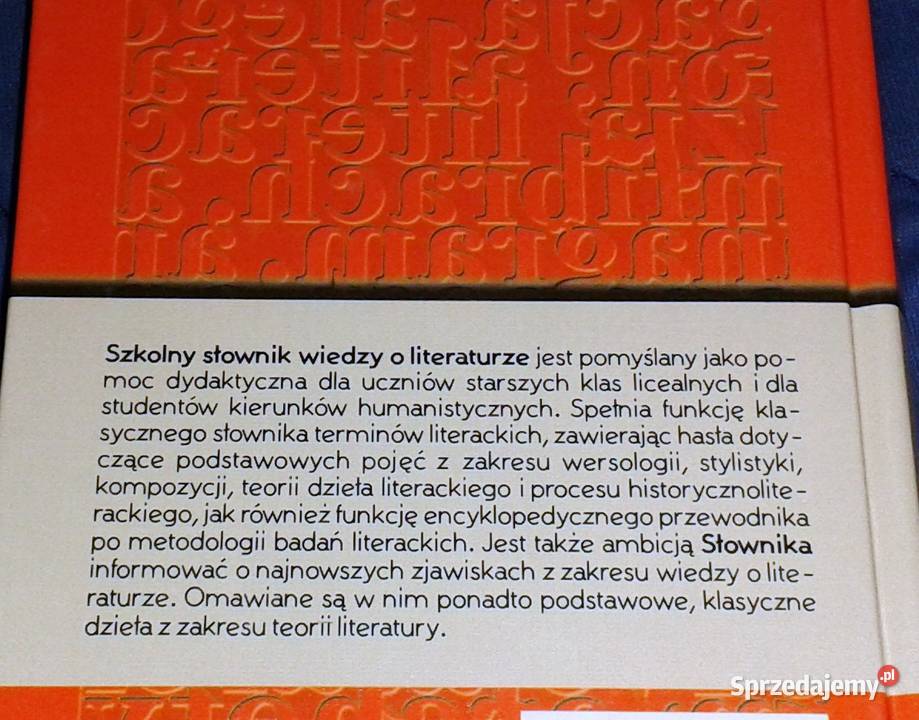 Szkolny słownik wiedzy o literaturze jest pomyślany jako po-
moc dydaktyczna dla uczniów starszych klas licealnych i dla
studentów kierunków humanistycznych. Spełnia funkcję kla-
sycznego słownika terminów literackich, zawierając hasła doty-
czące podstawowych pojęć z zakresu wersologii, stylistyki,
kompozycji, teorii dzieła literackiego i procesu historycznolite-
rackiego, jak również funkcję encyklopedycznego przewodnika
po metodologii badań literackich. Jest także ambicją Słownika
informować o najnowszych zjawiskach z zakresu wiedzy o lite-
raturze. Omawiane są w nim ponadto podstawowe, klasyczne
dzieła z zakresu teorii literatury.
Sprzedajemy.pl